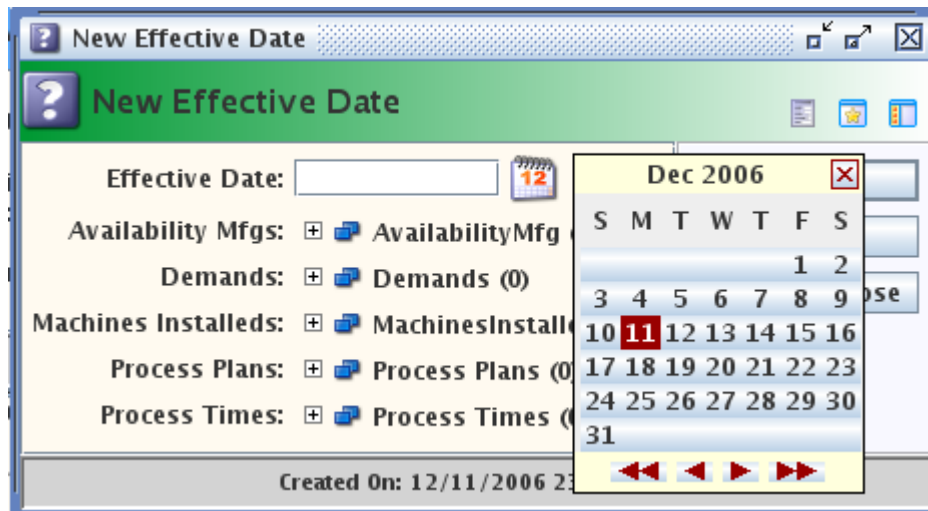 New Effective Date
New Effective Date
Effective Date:
12
Availability Mfgs: AvailabilityMfg
Demands: Demands (0)
Machines Installeds:
Process Plans: Process Plans (0)
Process Times: Process Times
Created On: 12/11/2006
Dec 2006
S M T W T F S
1 2
3 4 5 6 7 8 9
10 11 12 13 14 15 16
17 18 19 20 21 22 23
24 25 26 27 28 29 30
31